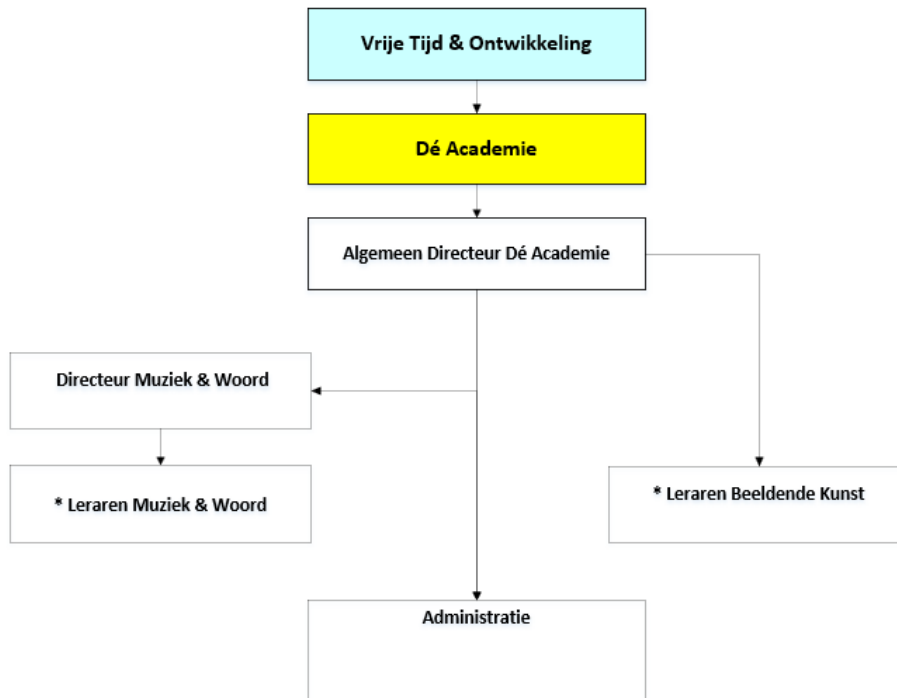 Vrije Tijd & Ontwikkeling
Dé Academie
Algemeen Directeur Dé Academie
Directeur Muziek & Woord
* Leraren Muziek & Woord
* Leraren Beeldende Kunst
Administratie